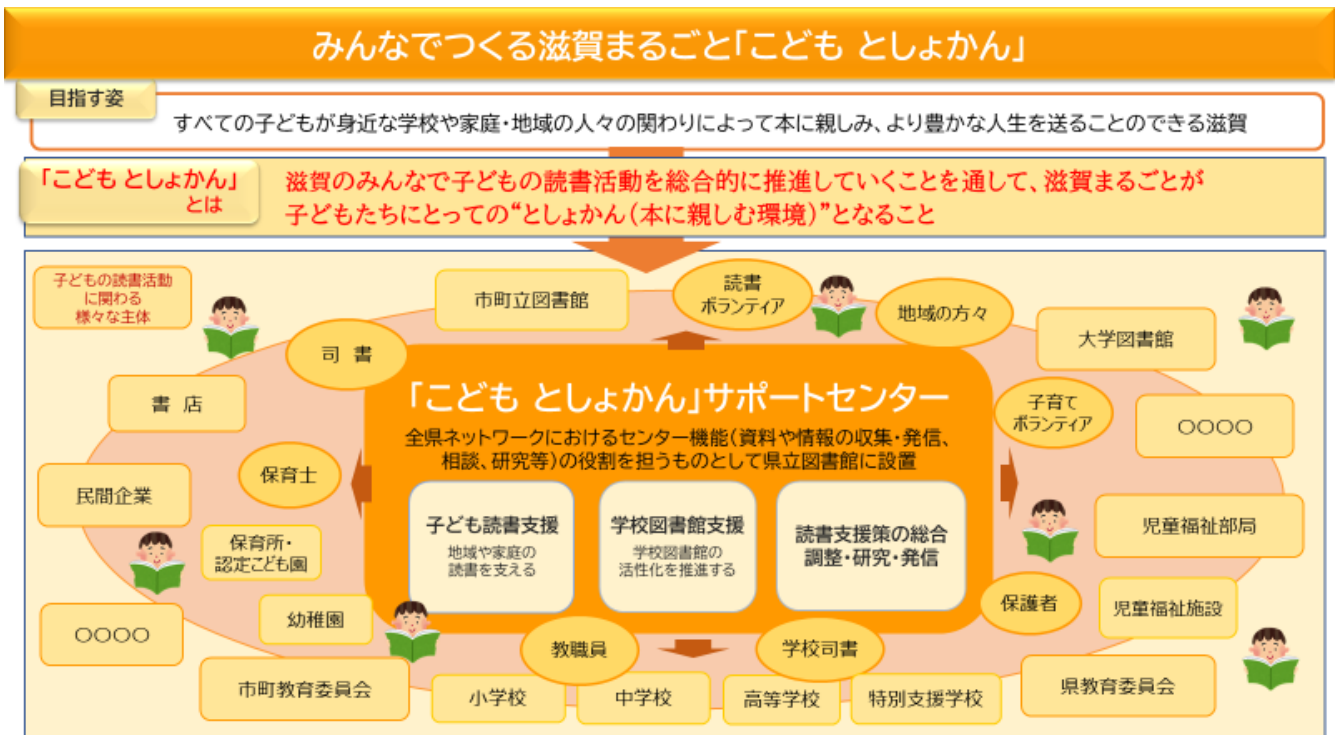 みんなでつくる滋賀まるごと「こども としょかん」
目指す姿
すべての子どもが身近な学校や家庭・地域の人々の関わりによって本に親しみ、より豊かな人生を送ることのできる滋賀
「こども としょかん」
とは
滋賀のみんなで子どもの読書活動を総合的に推進していくことを通して、滋賀まるごとが
子どもたちにとっての“としょかん(本に親しむ環境)”となること
子どもの読書活動
に関わる
様々な主体
市町立図書館
読書
ボランティア
地域の方々
大学図書館
司 書
書 店
「こども としょかん」サポートセンター
全県ネットワークにおけるセンター機能(資料や情報の収集・発信、
相談、研究等)の役割を担うものとして県立図書館に設置
子育て
ボランティア
〇〇〇〇
保育士
民間企業
子ども読書支援
地域や家庭の
読書を支える
学校図書館支援
学校図書館の
活性化を推進する
読書支援策の総合
調整・研究・発信
児童福祉部局
保育所・
認定こども園
保護者
児童福祉施設
幼稚園
〇〇〇〇
教職員
学校司書
市町教育委員会
小学校
中学校
高等学校
特別支援学校
県教育委員会